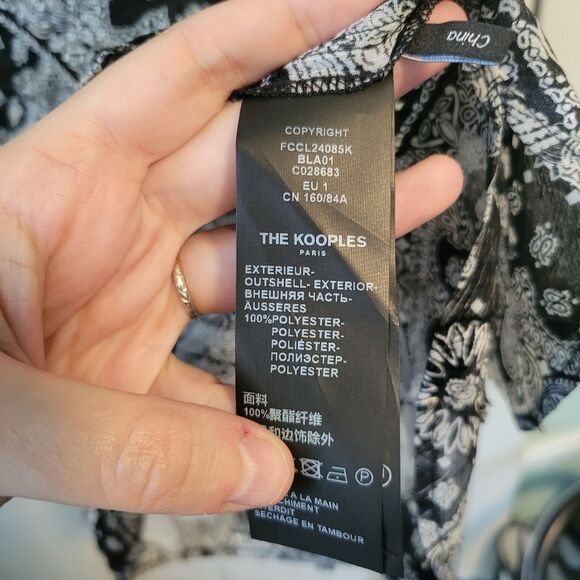 China
COPYRIGHT
FCCL24085K
BLA01
C028683
EU 1
CN 160/84A
THE KOOPLES
PARIS
EXTERIEUR-
OUTSHELL- EXTERIOR-
ВНЕШНЯЯ ЧАСТЬ-
ÄUSSERES
100%POLYESTER-
POLYESTER-
POLIÉSTER-
ПОЛИЭСТЕР-
POLYESTER
面料
100%聚酯纤维
和边饰除外
P
À LA MAIN
SECHAGE EN TAMBOUR